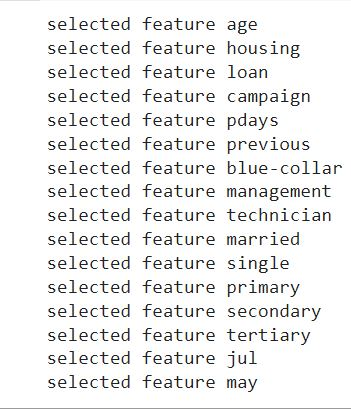 selected feature age
selected feature housing
selected feature loan
selected feature campaign
selected feature pdays
selected feature previous
selected feature blue-collar
selected feature management
selected feature technician
selected feature married
selected feature single
selected feature primary
selected feature secondary
selected feature tertiary
selected feature jul
selected feature may